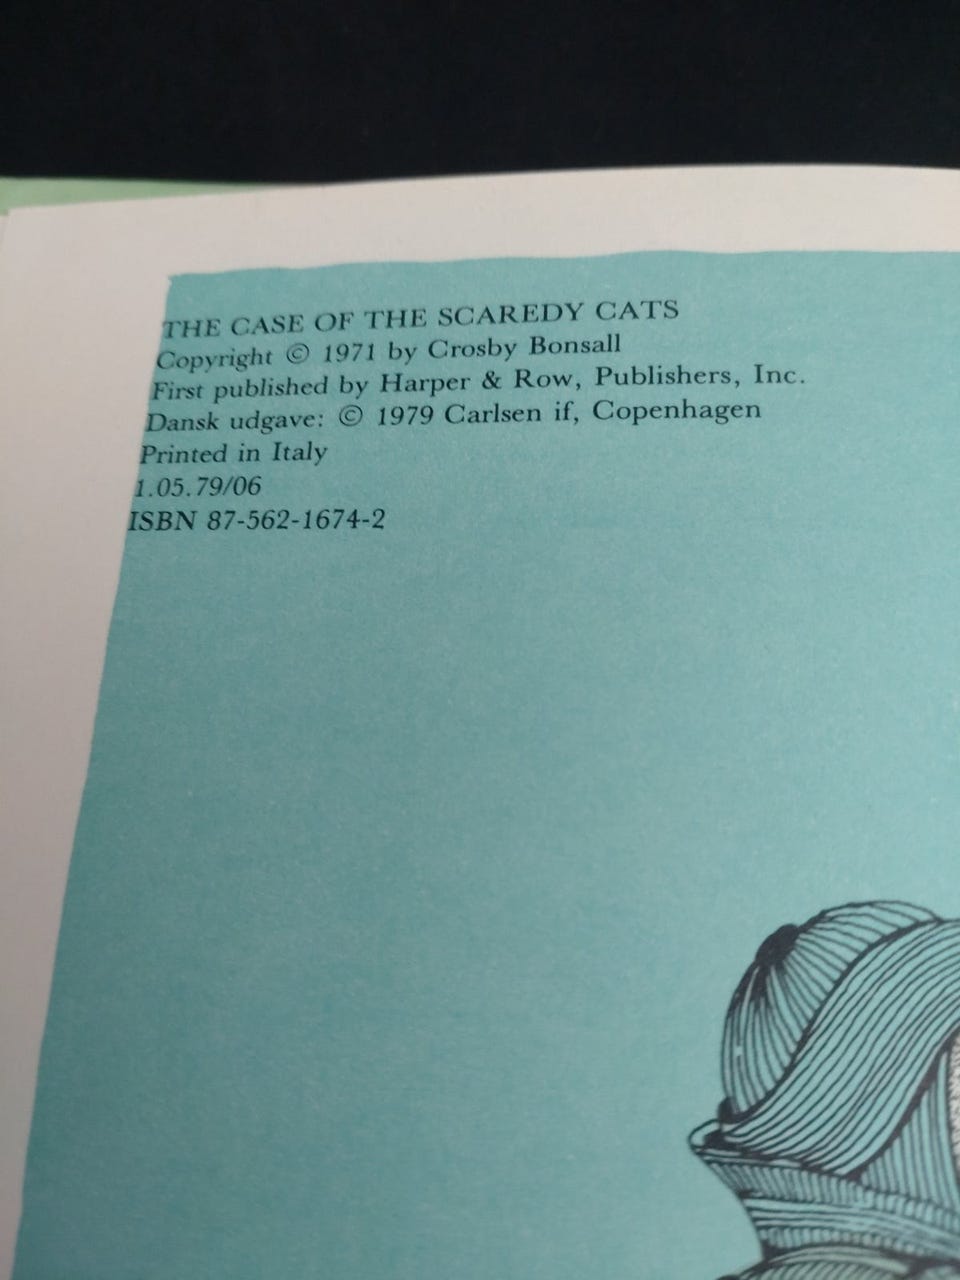 THE CASE OF THE SCAREDY CATS
Copyright © 1971 by Crosby Bonsall
First published by Harper & Row, Publishers, Inc.
Dansk udgave: © 1979 Carlsen if, Copenhagen
Printed in Italy
1.05.79/06
ISBN 87-562-1674-2